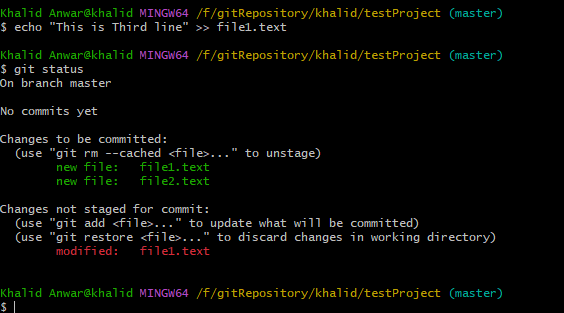 Khalid Anwar@khalid MINGW64 /f/gitRepository/khalid/testProject (master)
$ echo "This is Third line" >> file1.text

Khalid Anwar@khalid MINGW64 /f/gitRepository/khalid/testProject (master)
$ git status
On branch master

No commits yet

Changes to be committed:
  (use "git rm --cached <file>..." to unstage)
        new file:   file1.text
        new file:   file2.text

Changes not staged for commit:
  (use "git add <file>..." to update what will be committed)
  (use "git restore <file>..." to discard changes in working directory)
        modified:   file1.text

Khalid Anwar@khalid MINGW64 /f/gitRepository/khalid/testProject (master)
$